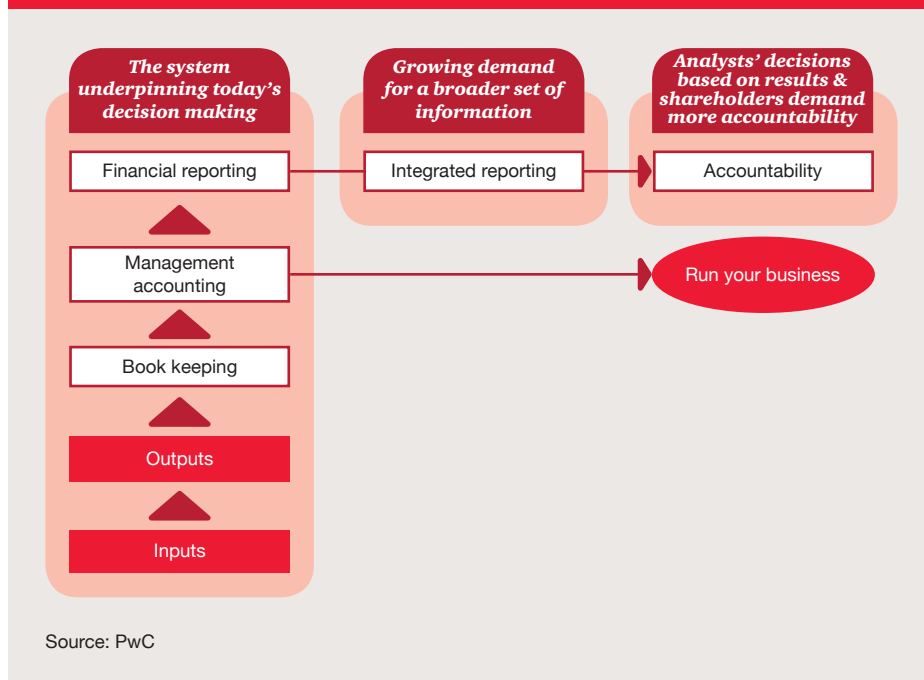 The system
underpinning today's
decision making
Financial reporting
Management
accounting
Book keeping
Outputs
Inputs
Growing demand
for a broader set of
information
Integrated reporting
Analysts' decisions
based on results &
shareholders demand
more accountability
Accountability
Run your business
Source: PwC